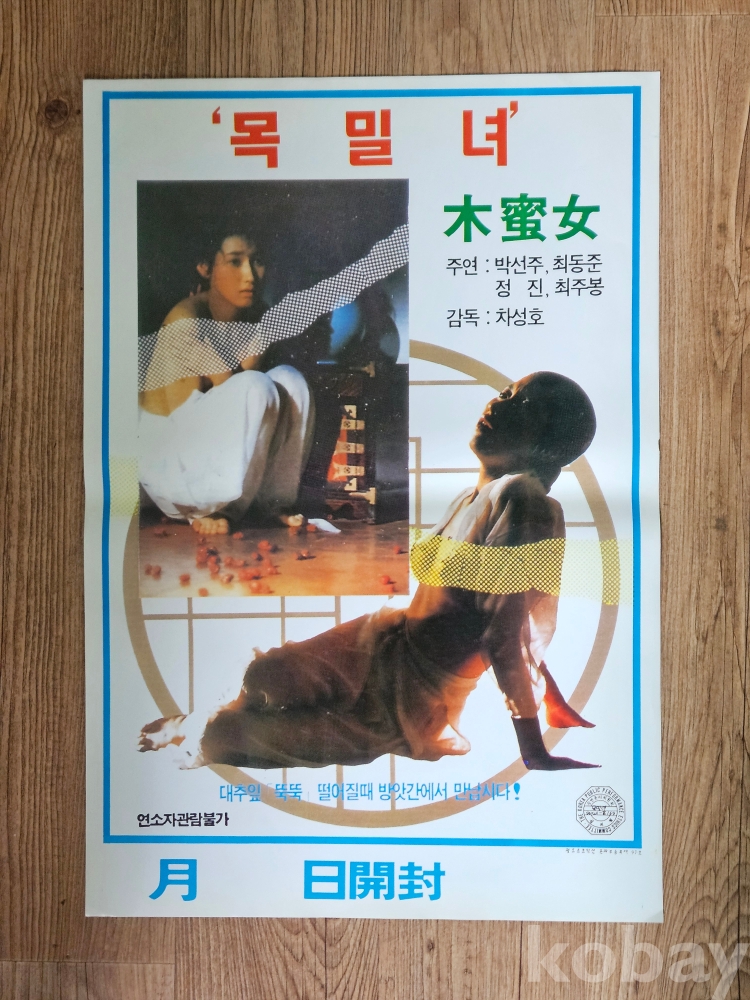 '목 밀 녀'
木蜜女
주연 : 박선주, 최동준
정 진, 최주봉
감독 : 차성호
대추잎 「뚝뚝」 떨어질때 방앗간에서 만납시다!
연소자관람불가
月 日開封
kobay